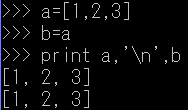 >>> a=[1,2,3]
>>> b=a
>>> print a,'\n',b
[1, 2, 3]
[1, 2, 3]